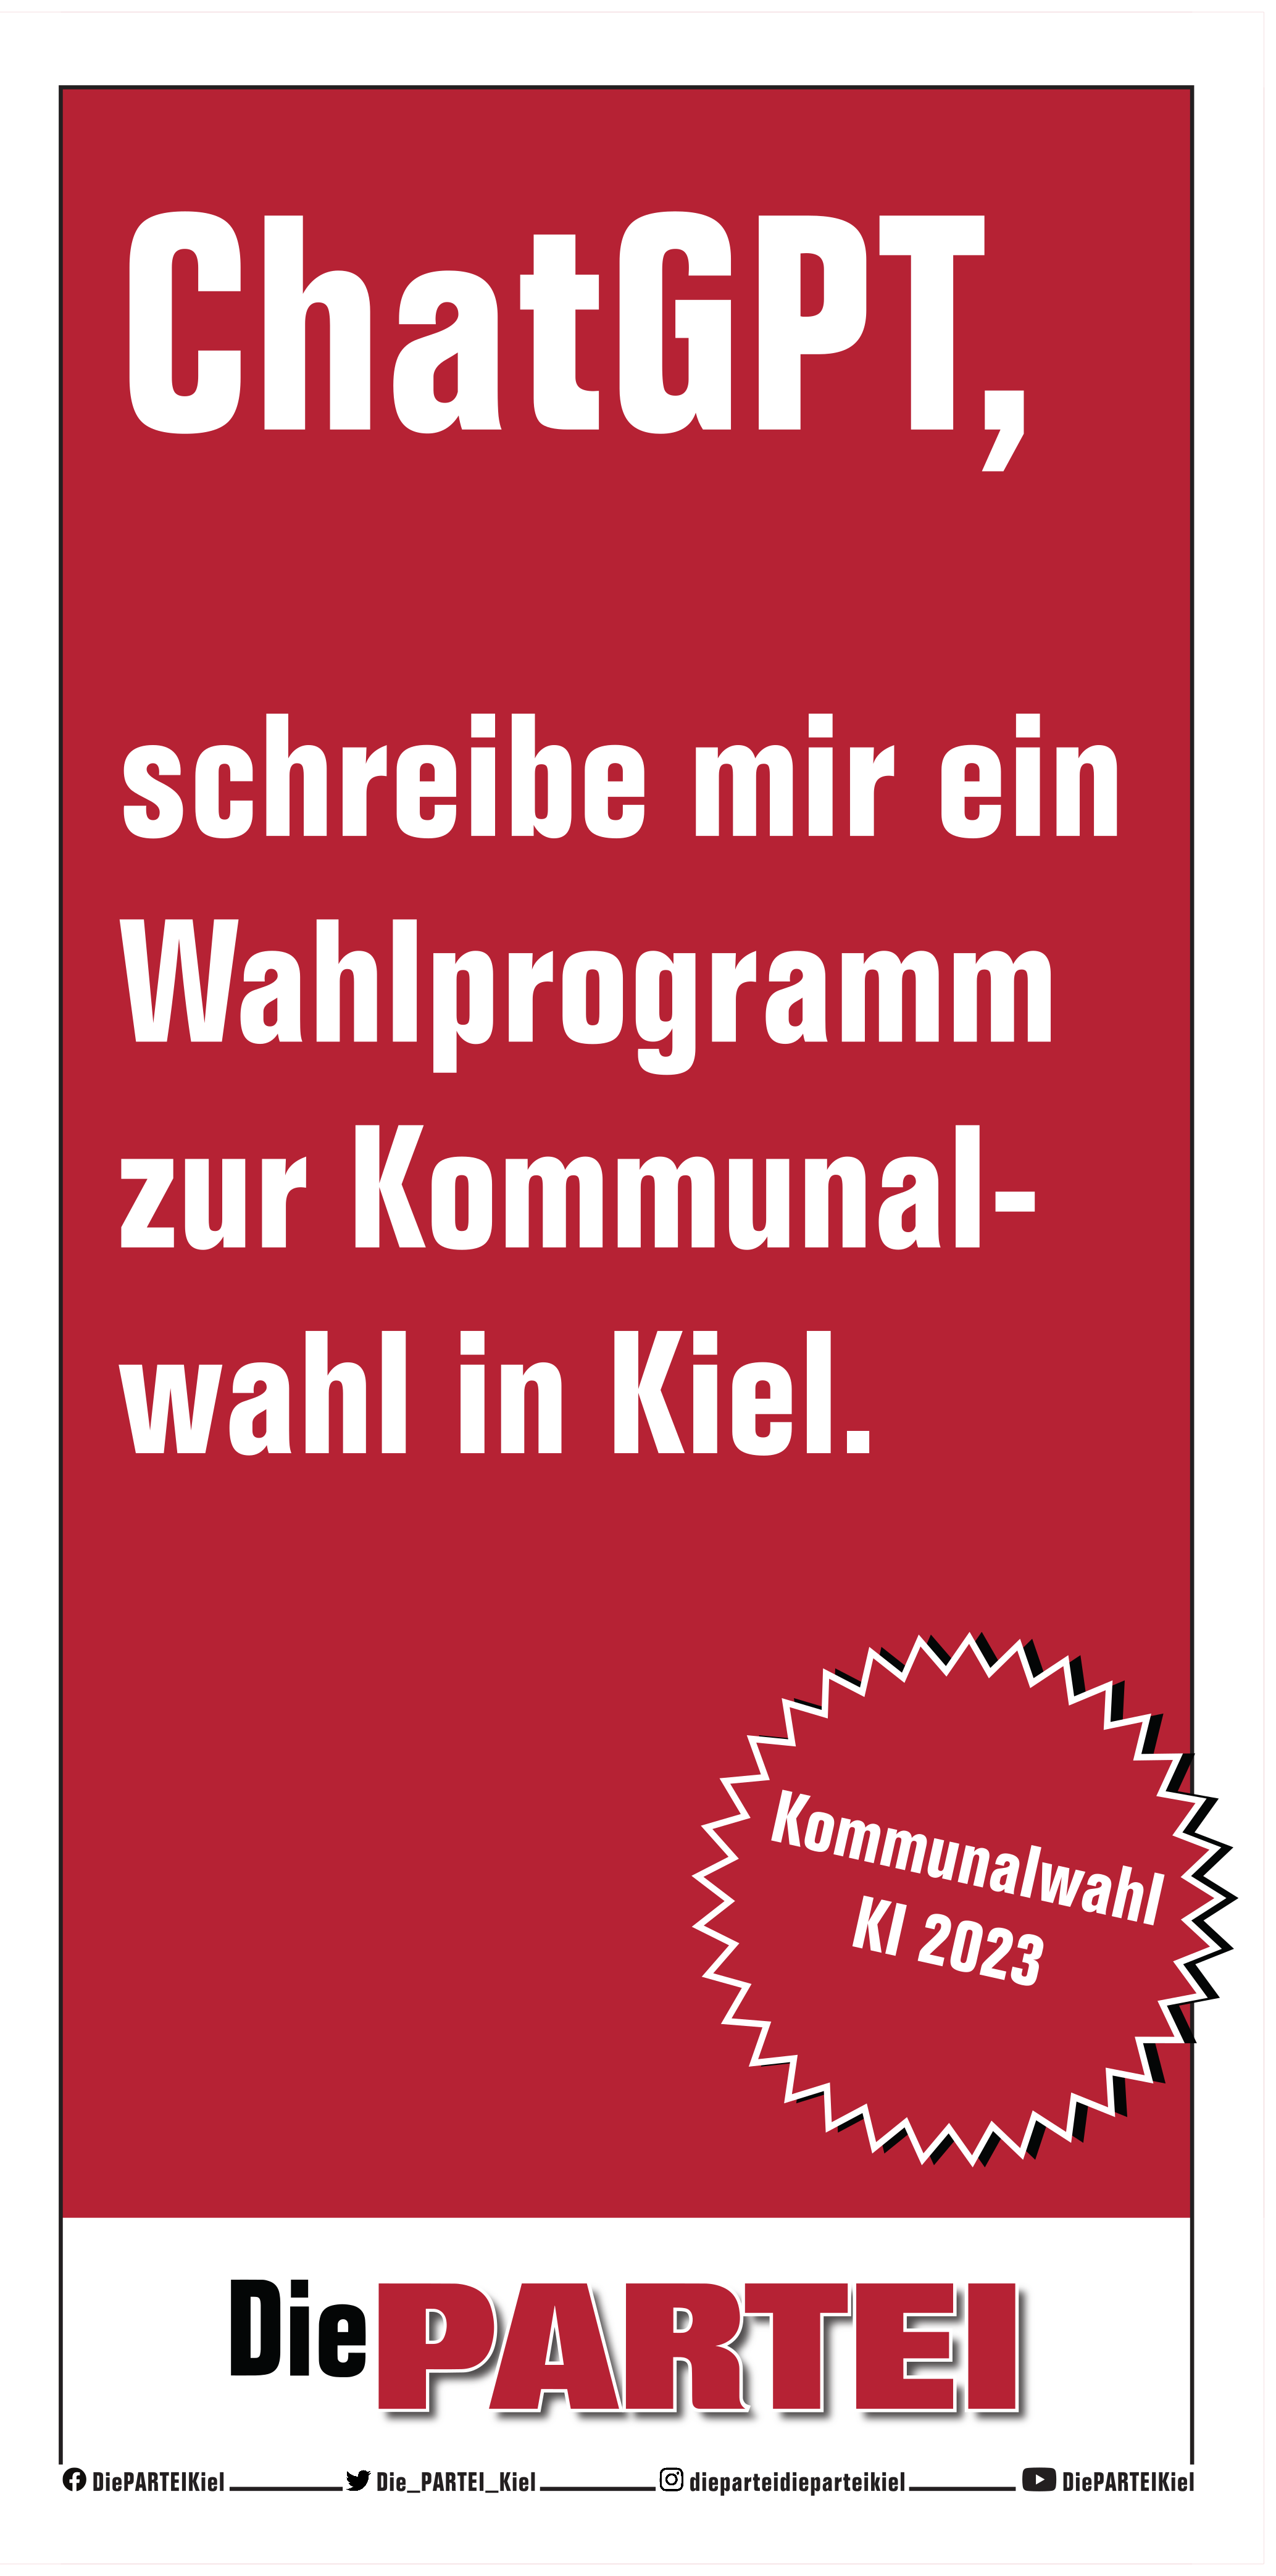 ChatGPT,
schreibe mir ein
Wahlprogramm
zur Kommunal-
wahl in Kiel.
Kommunalwahl
KI 2023
Die PARTEI
DiePARTEIKiel
Die_PARTEI_Kiel
dieparteidieparteikiel
DiePARTEIKiel